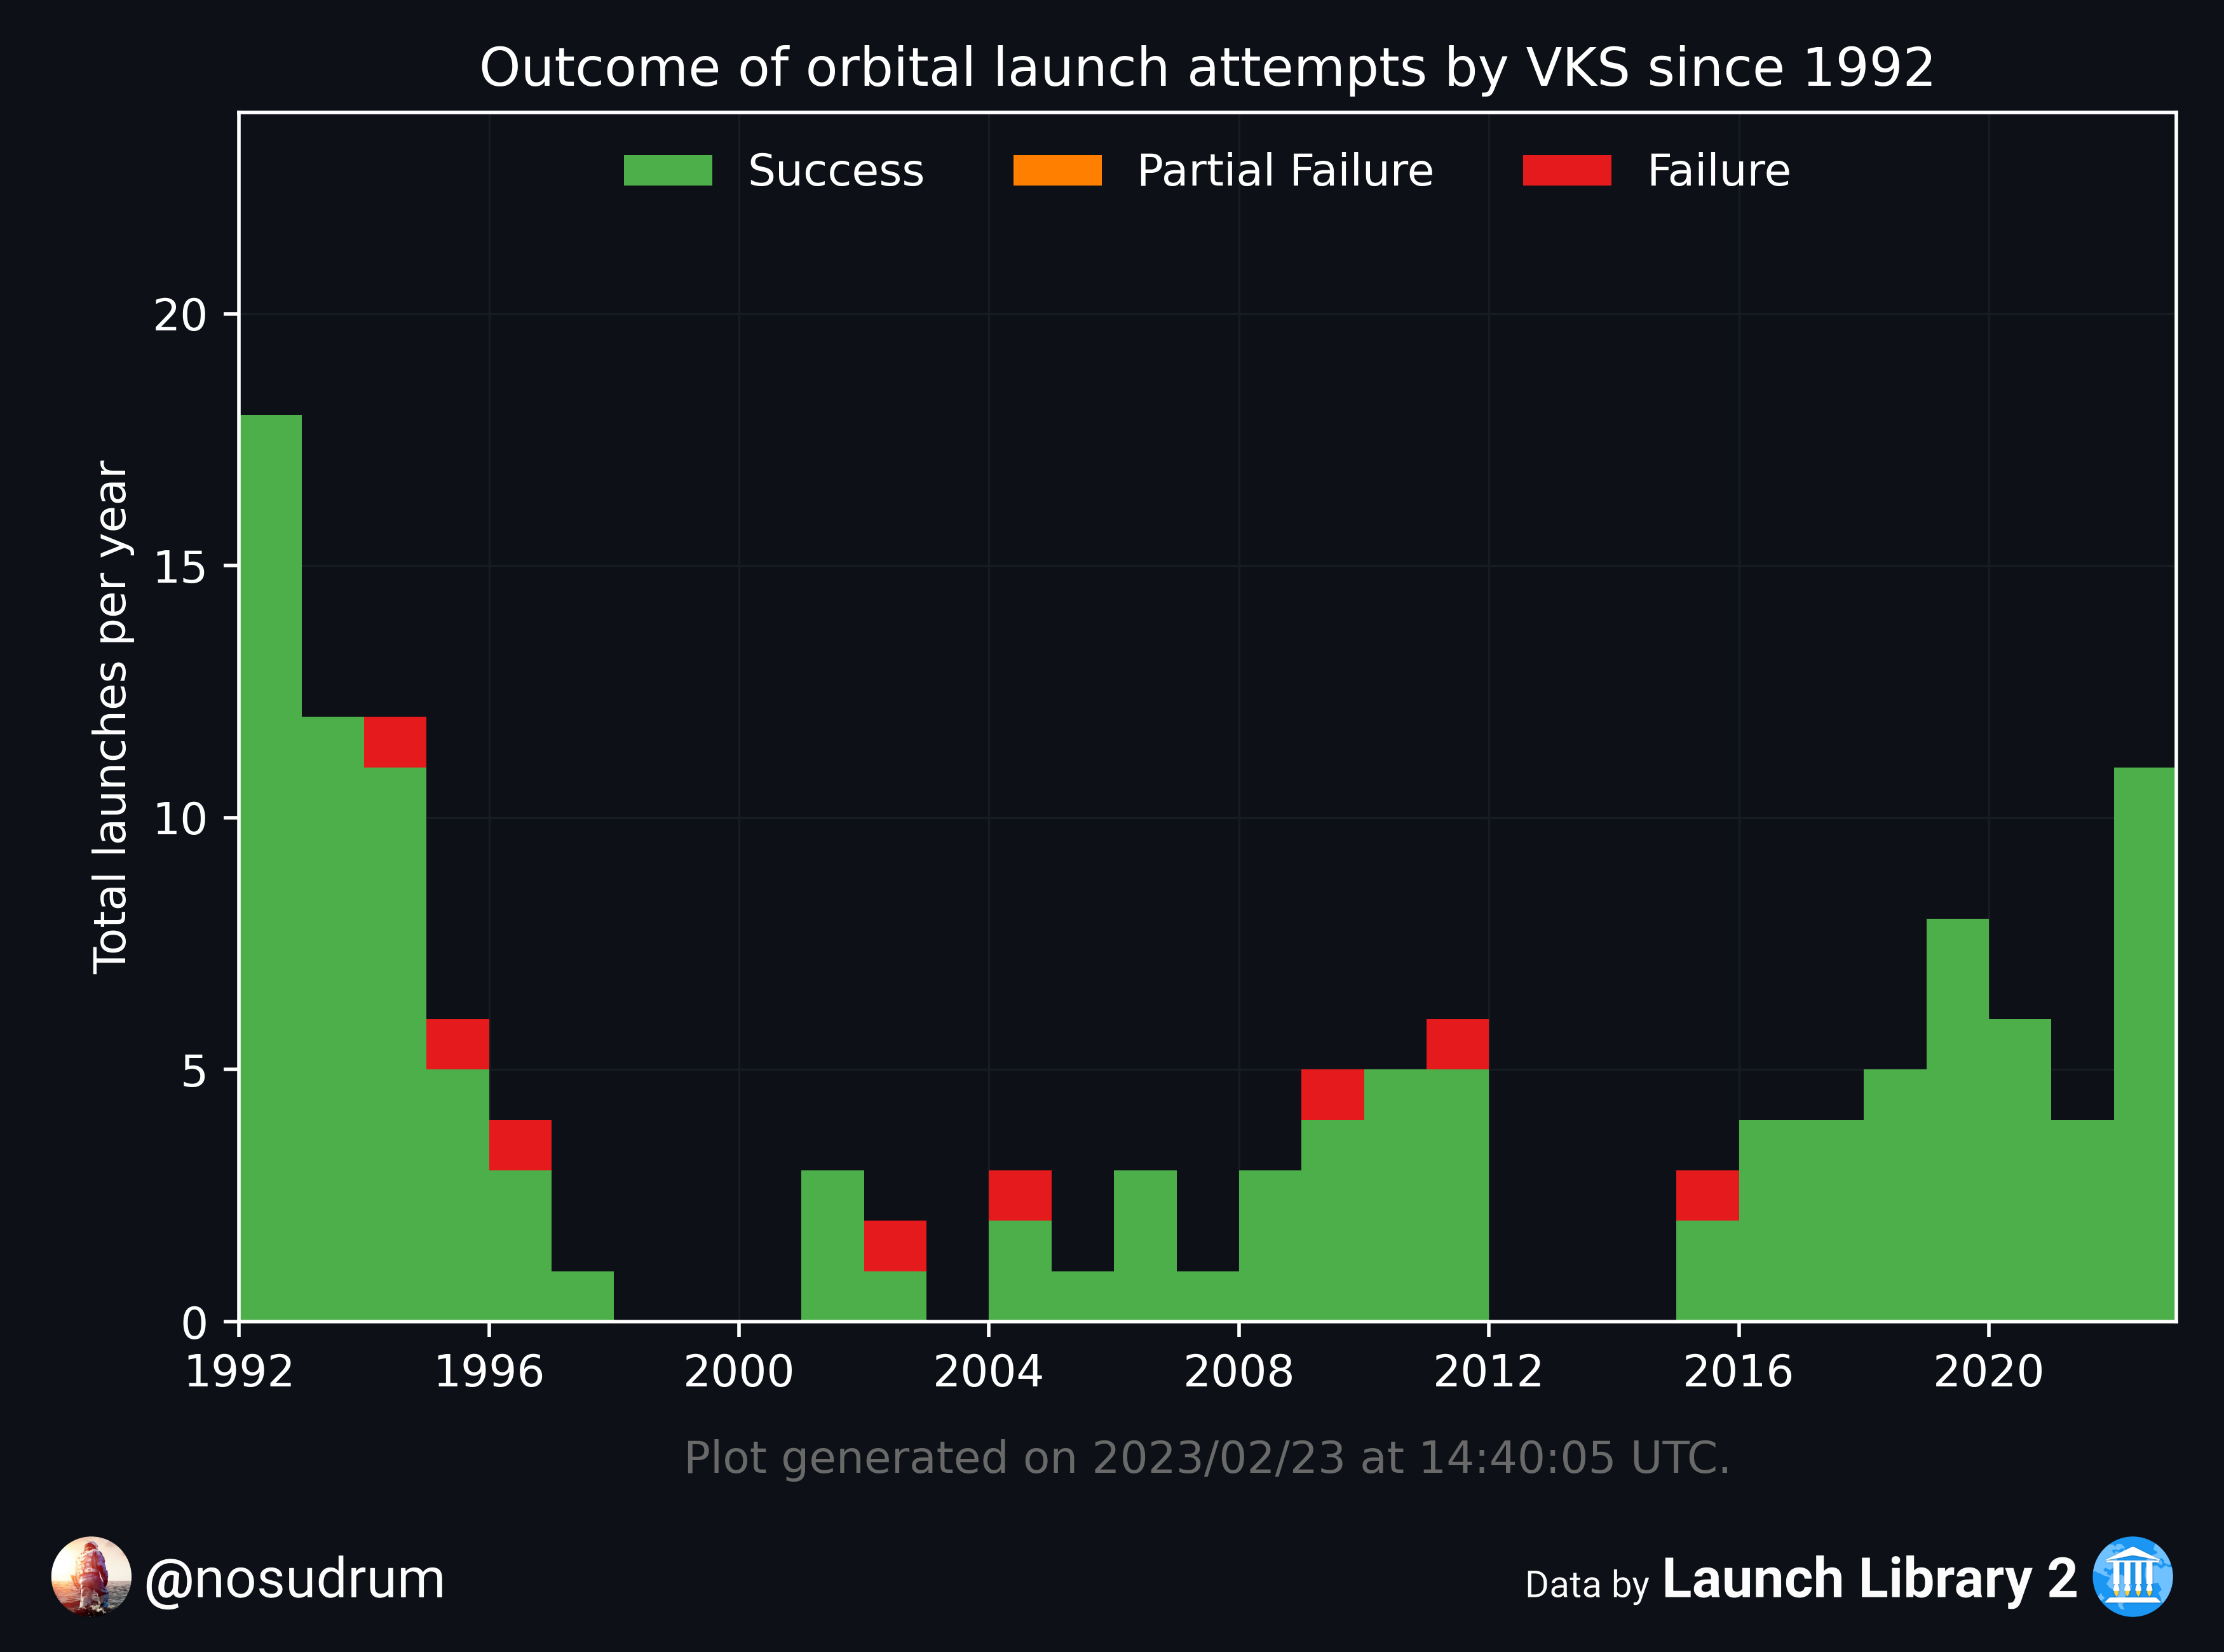 Outcome of orbital launch attempts by VKS since 1992
Success Partial Failure Failure
Total launches per year
20
15
10
5
0
1992 1996 2000 2004 2008 2012 2016 2020
Plot generated on 2023/02/23 at 14:40:05 UTC.
@nosudrum
Data by Launch Library 2